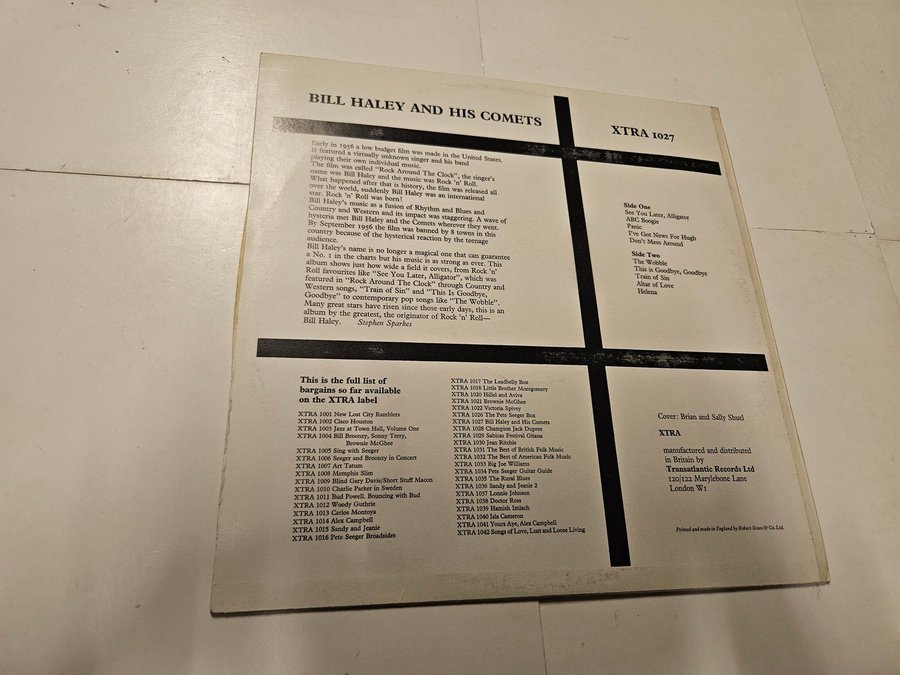 BILL HALEY AND HIS COMETS
XTRA 1027
Early in 1956 a low budget film was made in the United States.
It featured a virtually unknown singer and his band
playing their own individual music.
The film was called "Rock Around The Clock", the singer's
name was Bill Haley and the music was Rock 'n' Roll.
What happened after that is history, the film was released all
over the world, suddenly Bill Haley was an international
star. Rock 'n' Roll was born!
Bill Haley's music as a fusion of Rhythm and Blues and
Country and Western and its impact was staggering. A wave of
hysteria met Bill Haley and the Comets wherever they went.
By September 1956 the film was banned by 8 towns in this
country because of the hysterical reaction by the teenage
audience.
Bill Haley's name is no longer a magical one that can guarantee
a No. 1 in the charts but his music is as strong as ever. This
album shows just how wide a field it covers, from Rock 'n'
Roll favourites like "See You Later, Alligator", which was
featured in "Rock Around The Clock" through Country and
Western songs, "Train of Sin" and "This Is Goodbye,
Goodbye" to contemporary pop songs like "The Wobble".
Many great stars have risen since those early days, this is an
album by the greatest, the originator of Rock 'n' Roll—
Bill Haley. Stephen Sparkes
Side One
See You Later, Alligator
ABC Boogie
Panic
I've Got News For Hugh
Don't Mess Around
Side Two
The Wobble
This is Goodbye, Goodbye
Train of Sin
Altar of Love
Helena
This is the full list of
bargains so far available
on the XTRA label
XTRA 1001 New Lost City Ramblers
XTRA 1002 Cisco Houston
XTRA 1003 Jazz at Town Hall, Volume One
XTRA 1004 Bill Broonzy, Sonny Terry,
Brownie McGhee
XTRA 1005 Sing with Seeger
XTRA 1006 Seeger and Broonzy in Concert
XTRA 1007 Art Tatum
XTRA 1008 Memphis Slim
XTRA 1009 Blind Gary Davis/Short Stuff Macon
XTRA 1010 Charlie Parker in Sweden
XTRA 1011 Bud Powell. Bouncing with Bud
XTRA 1012 Woody Guthrie
XTRA 1013 Carlos Montoya
XTRA 1014 Alex Campbell
XTRA 1015 Sandy and Jeanie
XTRA 1016 Pete Seeger Broadsides
XTRA 1017 The Leadbelly Box
XTRA 1018 Little Brother Montgomery
XTRA 1020 Hillel and Aviva
XTRA 1021 Brownie McGhee
XTRA 1022 Victoria Spivey
XTRA 1026 The Pete Seeger Box
XTRA 1027 Bill Haley and His Comets
XTRA 1028 Champion Jack Dupree
XTRA 1029 Sabicas Festival Gitana
XTRA 1030 Jean Ritchie
XTRA 1031 The Best of British Folk Music
XTRA 1032 The Best of American Folk Music
XTRA 1033 Big Joe Williams
XTRA 1034 Pete Seeger Guitar Guide
XTRA 1035 The Rural Blues
XTRA 1036 Sandy and Jeanie 2
XTRA 1037 Lonnie Johnson
XTRA 1038 Doctor Ross
XTRA 1039 Hamish Imlach
XTRA 1040 Isla Cameron
XTRA 1041 Yours Aye, Alex Campbell
XTRA 1042 Songs of Love, Lust and Loose Living
Cover: Brian and Sally Shuel
XTRA
manufactured and distributed
in Britain by
Transatlantic Records Ltd
120/122 Marylebone Lane
London W1
Printed and made in England by Robert Stace & Co. Ltd.